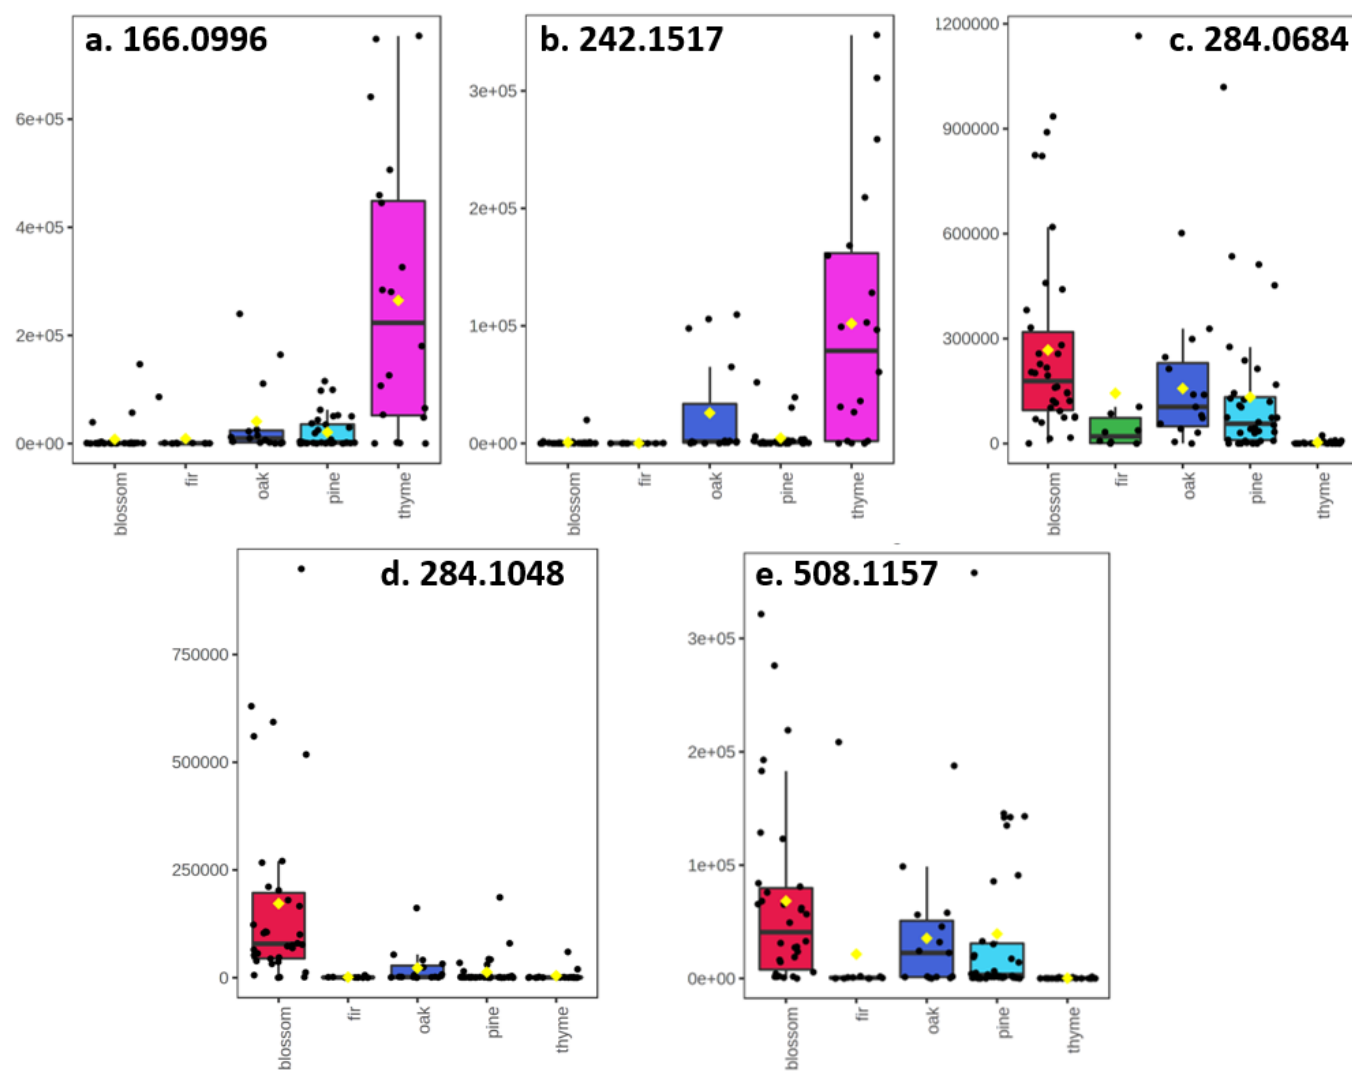 a. 166.0996
6e+05
4e+05
2e+05
0e+00
blossom
fir
oak
pine
thyme
b. 242.1517
3e+05
2e+05
1e+05
0e+00
blossom
fir
oak
pine
thyme
c. 284.0684
1200000
900000
600000
300000
0
blossom
fir
oak
pine
thyme
d. 284.1048
750000
500000
250000
0
blossom
fir
oak
pine
thyme
e. 508.1157
3e+05
2e+05
1e+05
0e+00
blossom
fir
oak
pine
thyme